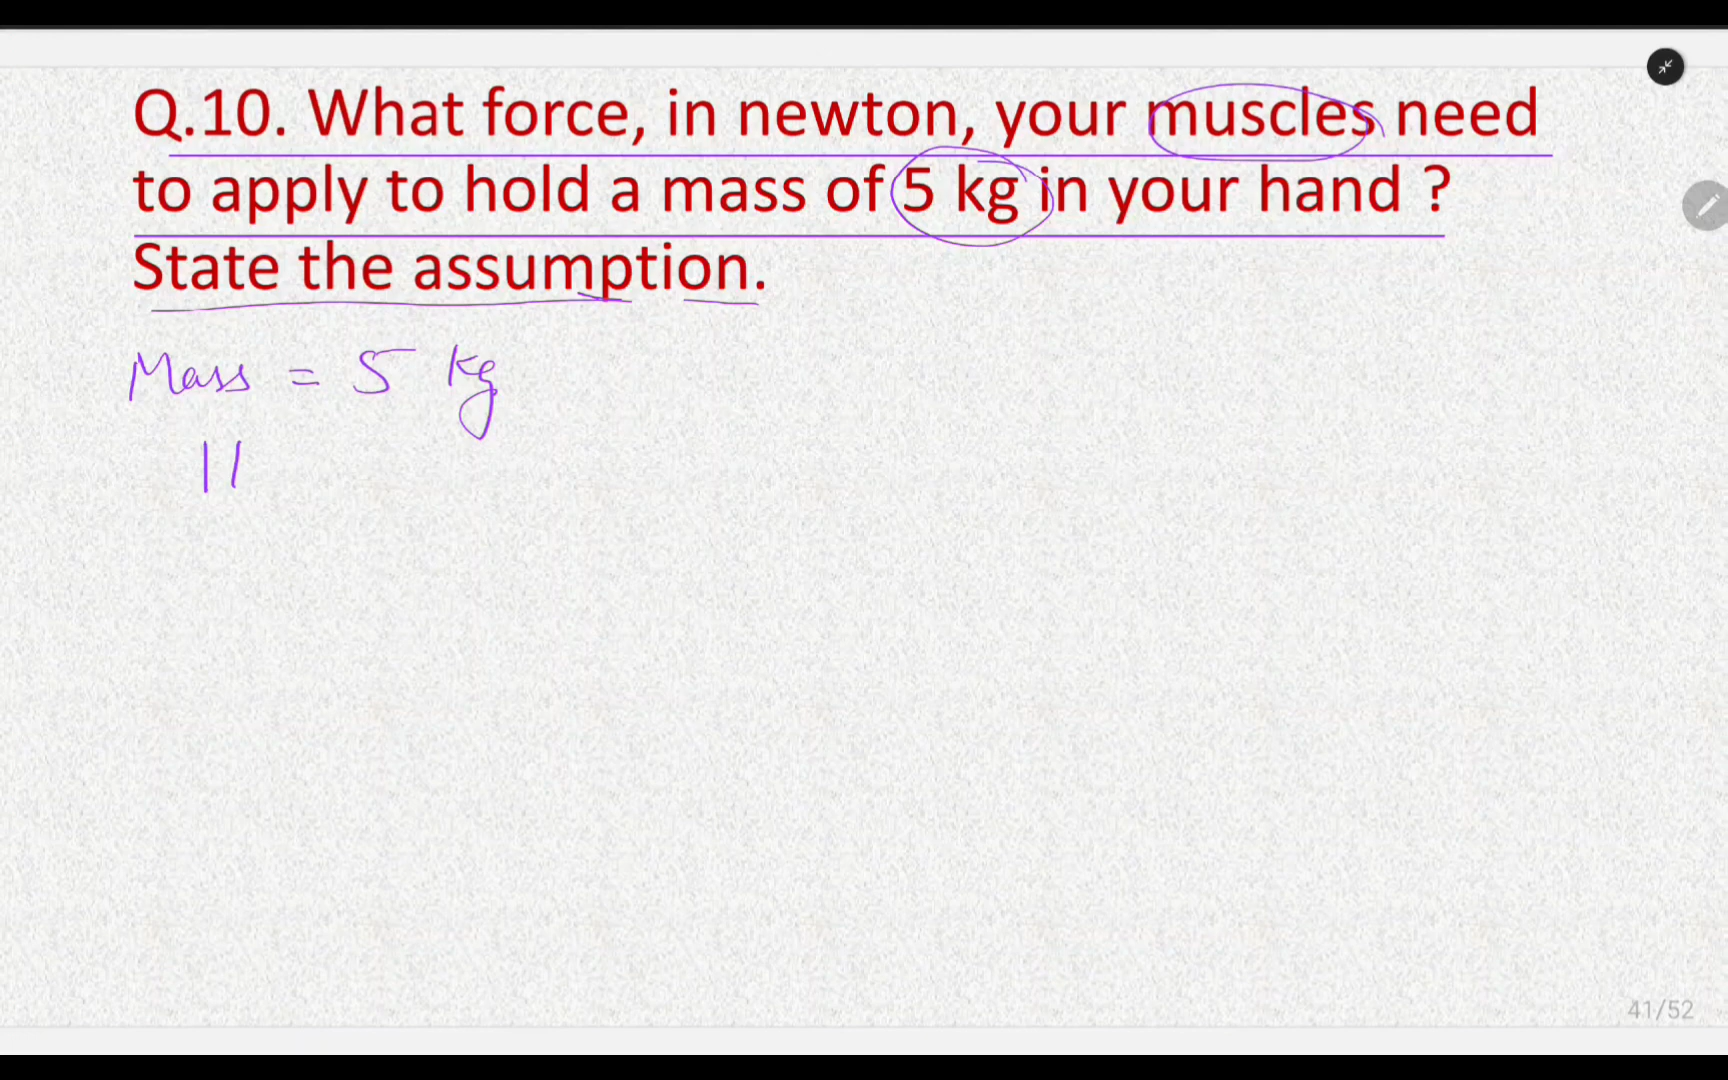 Q.10. What force, in newton, your muscles need
to apply to hold a mass of 5 kg in your hand ?
State the assumption.
Mass = 5 kg
41/52